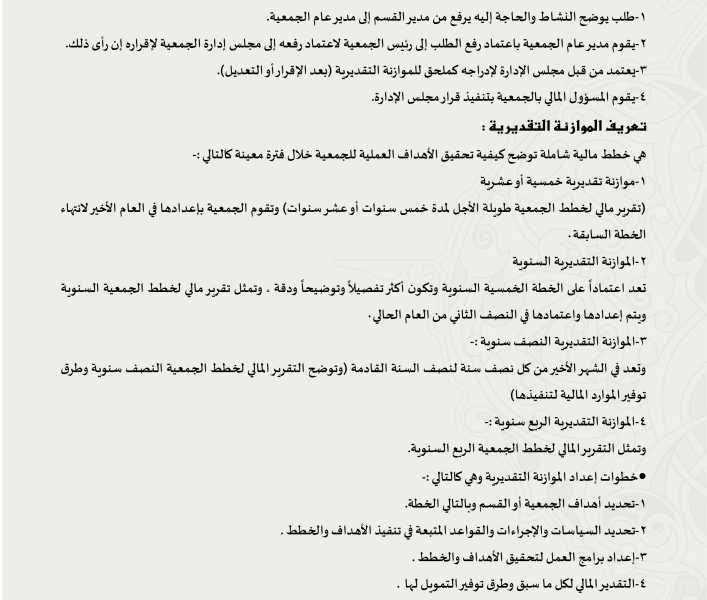 ١-طلب يوضح النشاط والحاجة إليه يرفع من مدير القسم إلى مدير عام الجمعية.
٢-يقوم مدير عام الجمعية باعتماد رفع الطلب إلى رئيس الجمعية لاعتماد رفعه إلى مجلس إدارة الجمعية لإقراره إن رأى ذلك.
٣-يعتمد من قبل مجلس الإدارة لإدراجه كملحق للموازنة التقديرية (بعد الإقرار أو التعديل).
٤-يقوم المسؤول المالي بالجمعية بتنفيذ قرار مجلس الإدارة.
تعريف الموازنة التقديرية :
هي خطط مالية شاملة توضح كيفية تحقيق الأهداف العملية للجمعية خلال فترة معينة كالتالي :-
١-موازنة تقديرية خمسية أو عشرية
(تقرير مالي لخطط الجمعية طويلة الأجل لمدة خمس سنوات أو عشر سنوات) وتقوم الجمعية بإعدادها في العام الأخير لانتهاء
الخطة السابقة.
٢-الموازنة التقديرية السنوية
تعد اعتماداً على الخطة الخمسية السنوية وتكون أكثر تفصيلاً وتوضيحاً ودقة ، وتمثل تقرير مالي لخطط الجمعية السنوية
ويتم إعدادها واعتمادها في النصف الثاني من العام الحالي.
٣-الموازنة التقديرية النصف سنوية :-
وتعد في الشهر الأخير من كل نصف سنة لنصف السنة القادمة (وتوضح التقرير المالي لخطط الجمعية النصف سنوية وطرق
توفير الموارد المالية لتنفيذها)
٤-الموازنة التقديرية الربع سنوية :-
وتمثل التقرير المالي لخطط الجمعية الربع السنوية.
●خطوات إعداد الموازنة التقديرية وهي كالتالي :-
١-تحديد أهداف الجمعية أو القسم وبالتالي الخطة.
٢-تحديد السياسات والإجراءات والقواعد المتبعة في تنفيذ الأهداف والخطط .
٣-إعداد برامج العمل لتحقيق الأهداف والخطط .
٤-التقدير المالي لكل ما سبق وطرق توفير التمويل لها .